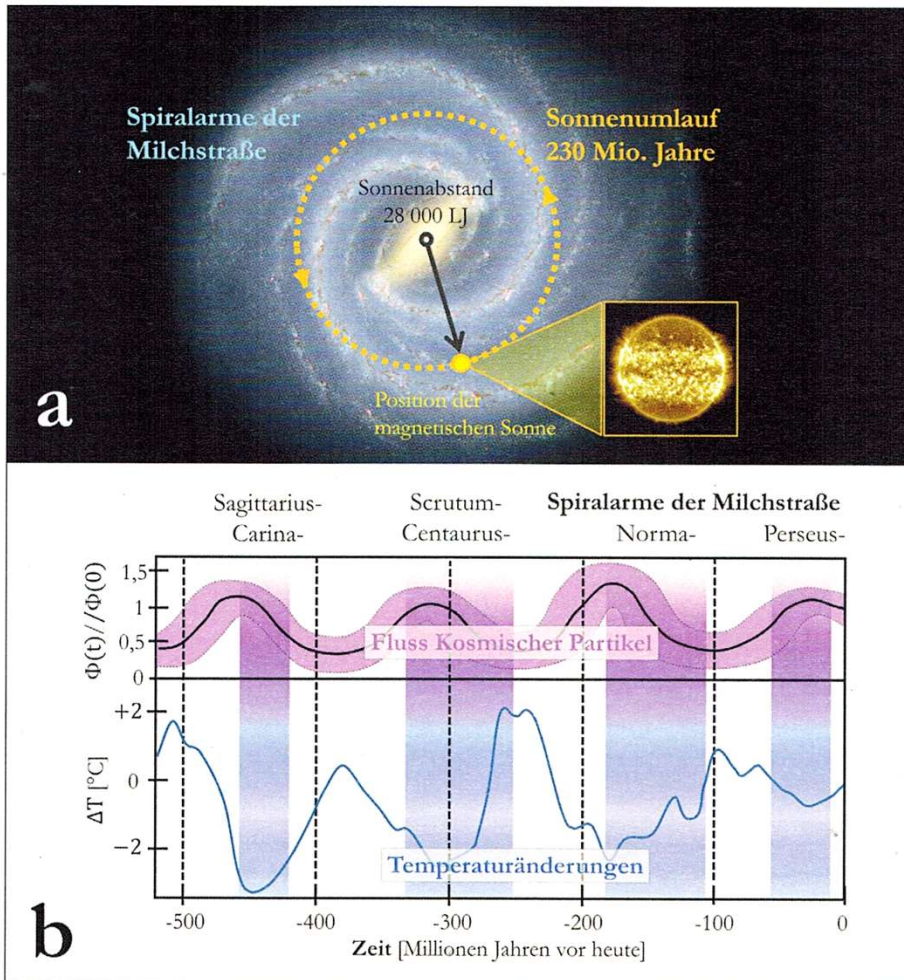 Spiralarme der
Milchstraße
Sonnenumlauf
230 Mio. Jahre
Sonnenabstand
28 000 LJ
Position der
magnetischen Sonne
a
Sagittarius-
Carina-
Scrutum-
Centaurus-
Spiralarme der Milchstraße
Norma-
Perseus-
Φ(t)//Φ(0)
1,5
1
0,5
0
Fluss Kosmischer Partikel
ΔT [°C]
+2
0
−2
Temperaturänderungen
-500
-400
-300
-200
-100
0
Zeit [Millionen Jahren vor heute]
b